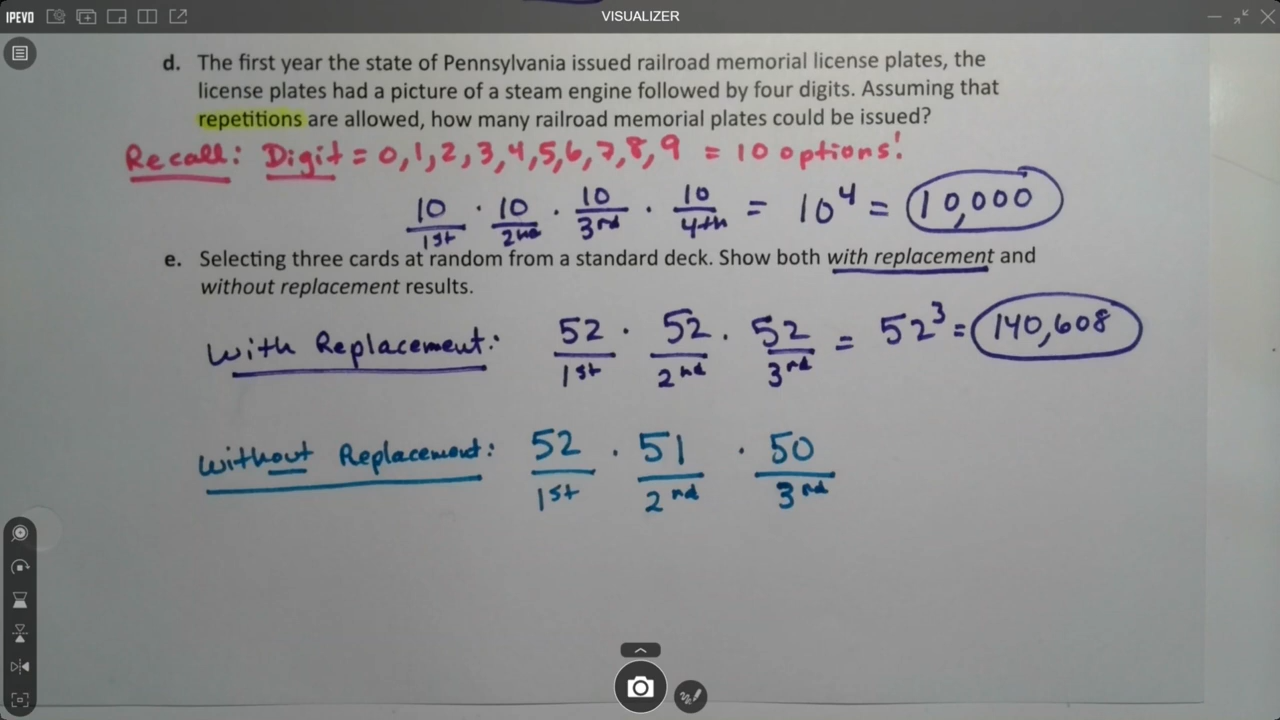 IPEVO
VISUALIZER
d. The first year the state of Pennsylvania issued railroad memorial license plates, the
license plates had a picture of a steam engine followed by four digits. Assuming that
repetitions are allowed, how many railroad memorial plates could be issued?
Recall: Digit = 0,1,2,3,4,5,6,7,8,9 = 10 options!
10 · 10 · 10 · 10 = 10⁴ = 10,000
1st 2nd 3rd 4th
e. Selecting three cards at random from a standard deck. Show both with replacement and
without replacement results.
With Replacement: 52 · 52 · 52 = 52³ = 140,608
1st 2nd 3rd
Without Replacement: 52 · 51 · 50
1st 2nd 3rd